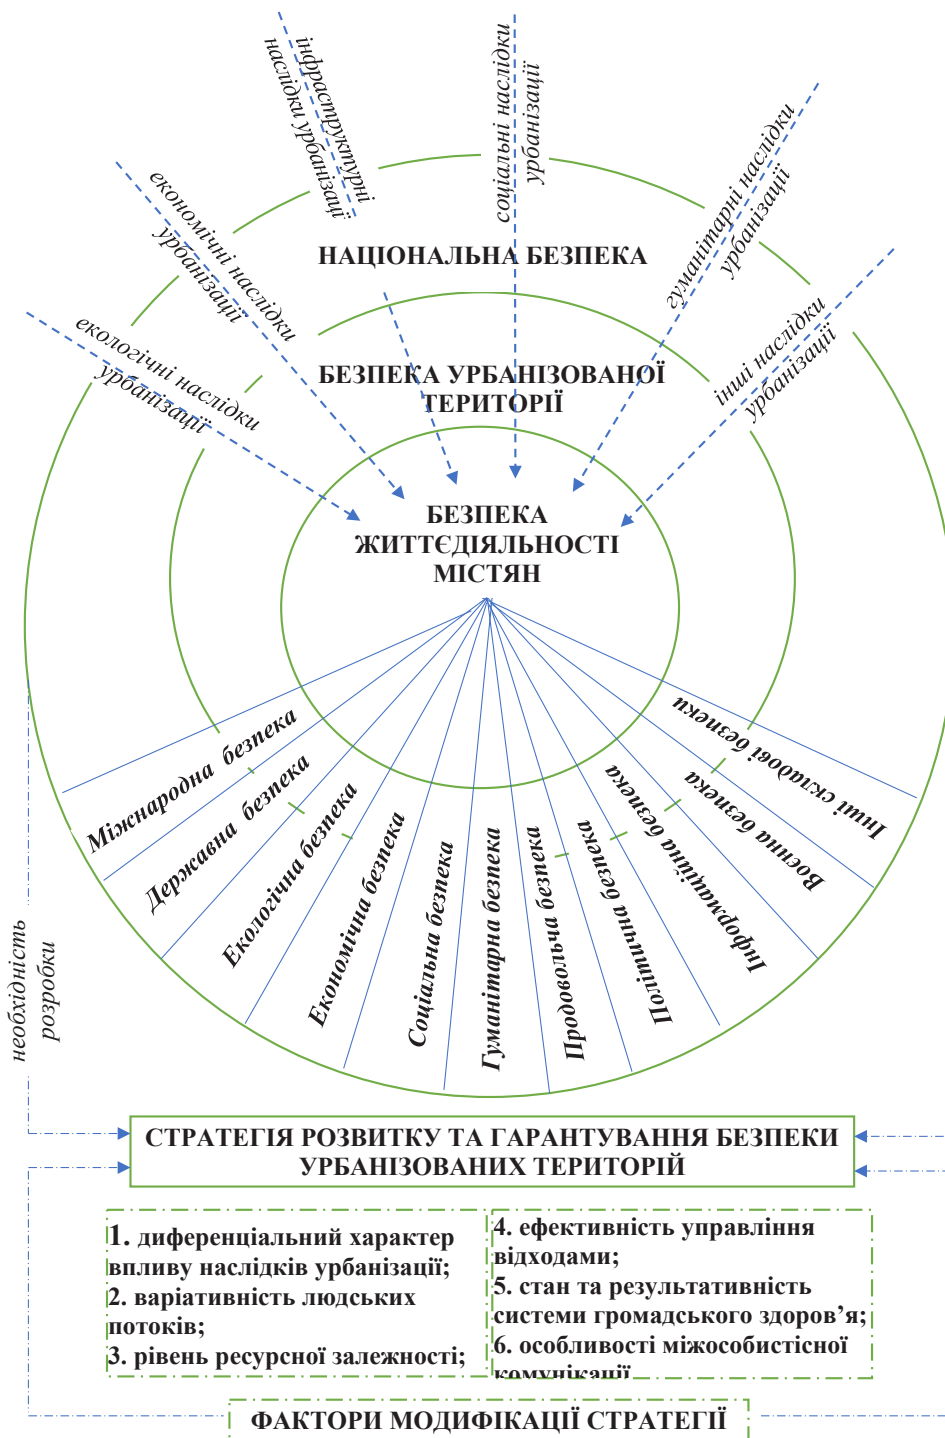 інфраструктурні
наслідки урбанізації
соціальні наслідки
урбанізації
економічні наслідки
урбанізації
гуманітарні наслідки
урбанізації
екологічні наслідки
урбанізації
інші наслідки
урбанізації
НАЦІОНАЛЬНА БЕЗПЕКА
БЕЗПЕКА УРБАНІЗОВАНОЇ
ТЕРИТОРІЇ
БЕЗПЕКА
ЖИТТЄДІЯЛЬНОСТІ
МІСТЯН
Міжнародна безпека
Державна безпека
Екологічна безпека
Економічна безпека
Соціальна безпека
Гуманітарна безпека
Продовольча безпека
Політична безпека
Інформаційна безпека
Воєнна безпека
Інші складові безпеки
необхідність
розробки
СТРАТЕГІЯ РОЗВИТКУ ТА ГАРАНТУВАННЯ БЕЗПЕКИ
УРБАНІЗОВАНИХ ТЕРИТОРІЙ
1. диференціальний характер
впливу наслідків урбанізації;
2. варіативність людських
потоків;
3. рівень ресурсної залежності;
4. ефективність управління
відходами;
5. стан та результативність
системи громадського здоров’я;
6. особливості міжособистісної
комунікації
ФАКТОРИ МОДИФІКАЦІЇ СТРАТЕГІЇ